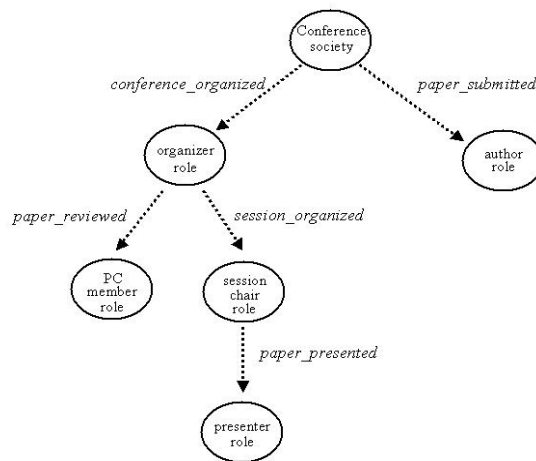 Conference
society
conference_organized
paper_submitted
organizer
role
author
role
paper_reviewed
session_organized
PC
member
role
session
chair
role
paper_presented
presenter
role